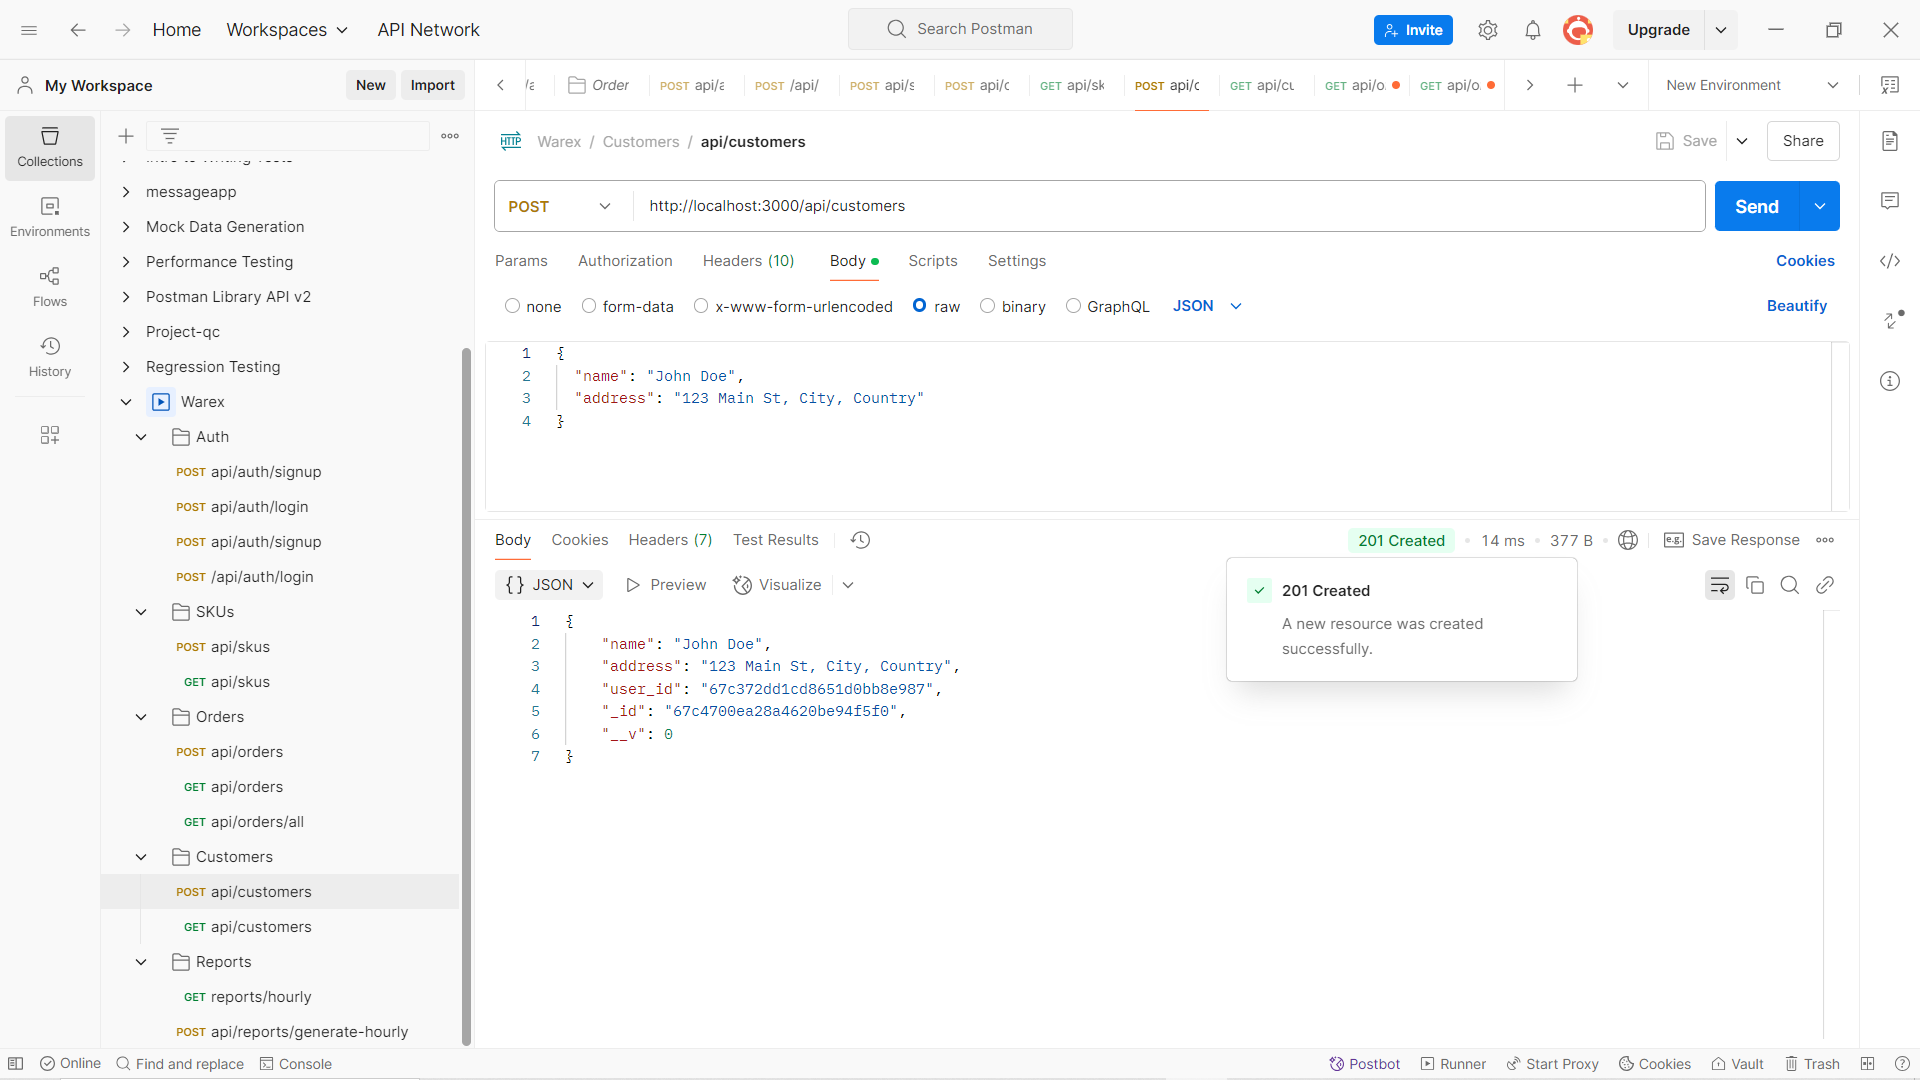 Home Workspaces API Network Search Postman Invite Upgrade
My Workspace New Import Order POST api/a POST /api/ POST api/s POST api/c GET api/sk POST api/c GET api/cu GET api/o. GET api/o. New Environment
Collections
Environments
Flows
History
messageapp
Mock Data Generation
Performance Testing
Postman Library API v2
Project-qc
Regression Testing
Warex
Auth
POST api/auth/signup
POST api/auth/login
POST api/auth/signup
POST /api/auth/login
SKUs
POST api/skus
GET api/skus
Orders
POST api/orders
GET api/orders
GET api/orders/all
Customers
POST api/customers
GET api/customers
Reports
GET reports/hourly
POST api/reports/generate-hourly
HTTP Warex / Customers / api/customers Save Share
POST http://localhost:3000/api/customers Send
Params Authorization Headers (10) Body Scripts Settings Cookies
none form-data x-www-form-urlencoded raw binary GraphQL JSON Beautify
1 {
2 "name": "John Doe",
3 "address": "123 Main St, City, Country"
4 }
Body Cookies Headers (7) Test Results 201 Created 14 ms 377 B e.g. Save Response
{} JSON Preview Visualize
201 Created
A new resource was created
successfully.
1 {
2 "name": "John Doe",
3 "address": "123 Main St, City, Country",
4 "user_id": "67c372dd1cd8651d0bb8e987",
5 "_id": "67c4700ea28a4620be94f5f0",
6 "__v": 0
7 }
Online Find and replace Console Postbot Runner Start Proxy Cookies Vault Trash